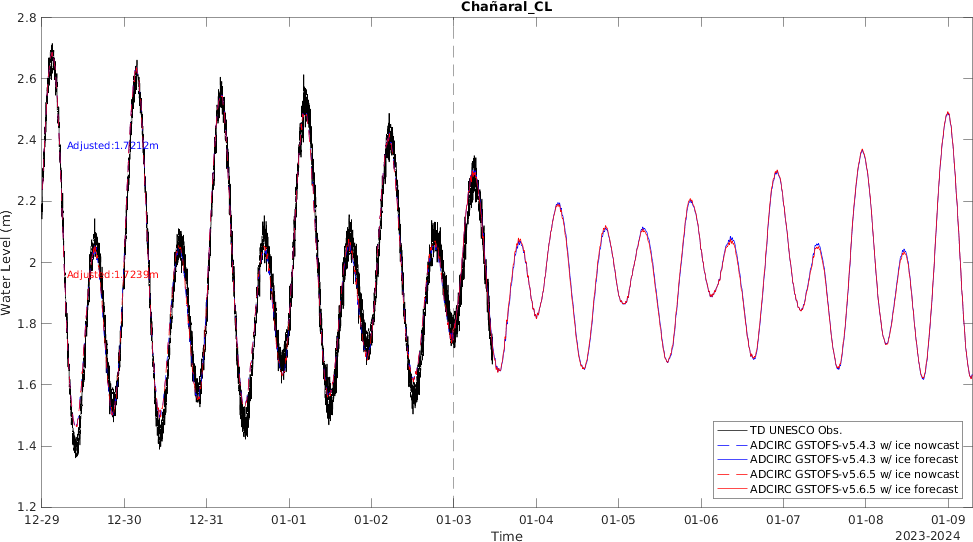 Chañaral_CL
2.8
2.6
2.4
2.2
2
1.8
1.6
1.4
1.2
Water Level (m)
Adjusted:1.7212m
Adjusted:1.7239m
TD UNESCO Obs.
ADCIRC GSTOFS-v5.4.3 w/ ice nowcast
ADCIRC GSTOFS-v5.4.3 w/ ice forecast
ADCIRC GSTOFS-v5.6.5 w/ ice nowcast
ADCIRC GSTOFS-v5.6.5 w/ ice forecast
12-29 12-30 12-31 01-01 01-02 01-03 01-04 01-05 01-06 01-07 01-08 01-09
Time
2023-2024